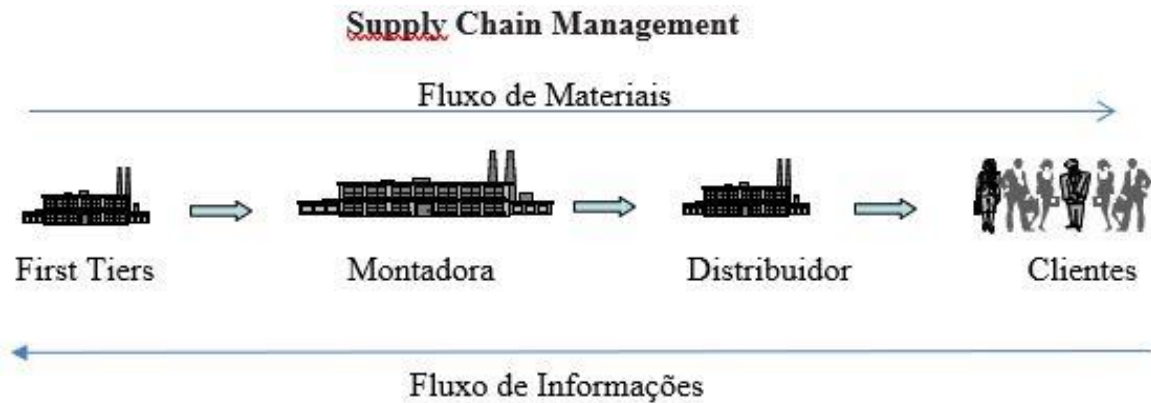 Supply Chain Management
Fluxo de Materiais
First Tiers
Montadora
Distribuidor
Clientes
Fluxo de Informações